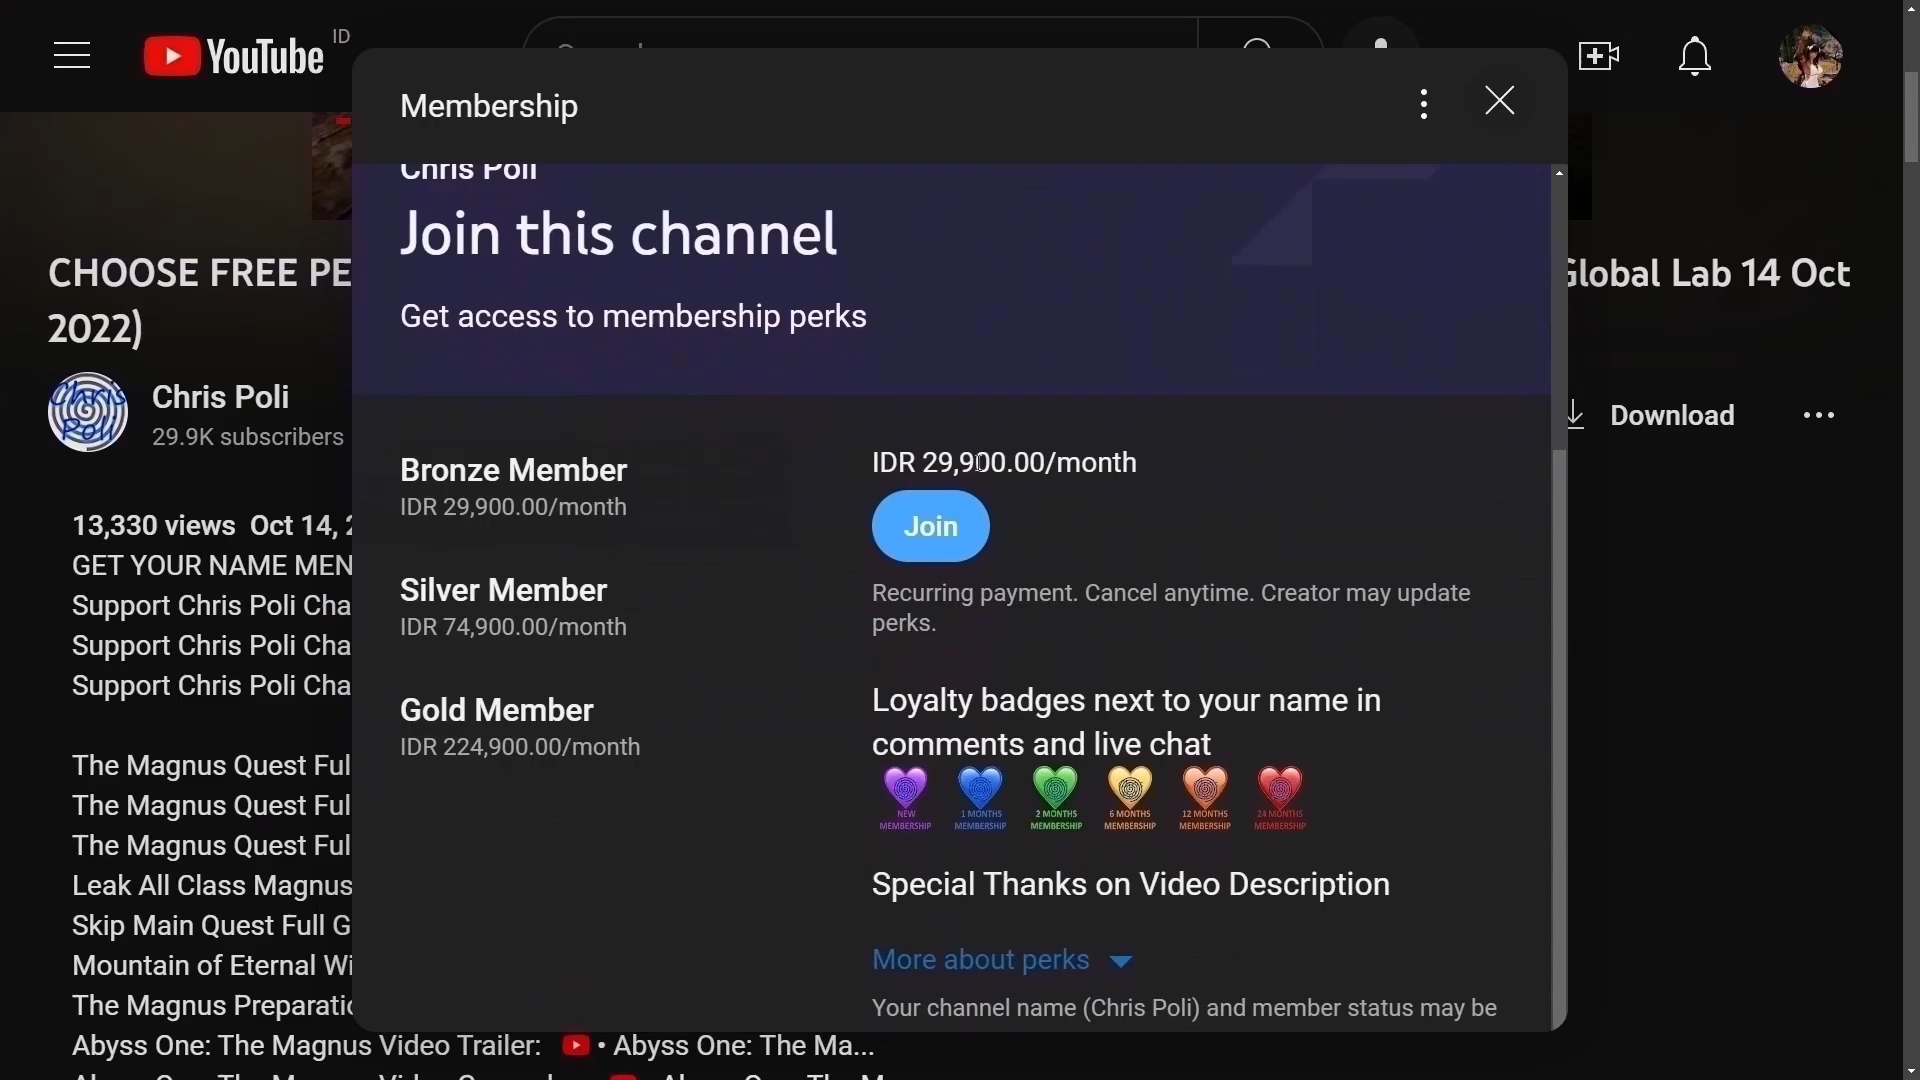 YouTube ID
Membership
Chris Poli
Join this channel
Get access to membership perks
CHOOSE FREE PE
Global Lab 14 Oct
2022)
Chris Poli
29.9K subscribers
Download
Bronze Member
IDR 29,900.00/month
Silver Member
IDR 74,900.00/month
Gold Member
IDR 224,900.00/month
IDR 29,900.00/month
Join
Recurring payment. Cancel anytime. Creator may update
perks.
Loyalty badges next to your name in
comments and live chat
NEW MEMBERSHIP
1 MONTHS MEMBERSHIP
2 MONTHS MEMBERSHIP
6 MONTHS MEMBERSHIP
12 MONTHS MEMBERSHIP
24 MONTHS MEMBERSHIP
Special Thanks on Video Description
More about perks
Your channel name (Chris Poli) and member status may be
13,330 views Oct 14, 2
GET YOUR NAME MEN
Support Chris Poli Cha
Support Chris Poli Cha
Support Chris Poli Cha
The Magnus Quest Ful
The Magnus Quest Ful
The Magnus Quest Ful
Leak All Class Magnus
Skip Main Quest Full G
Mountain of Eternal Wi
The Magnus Preparatio
Abyss One: The Magnus Video Trailer: • Abyss One: The Ma...